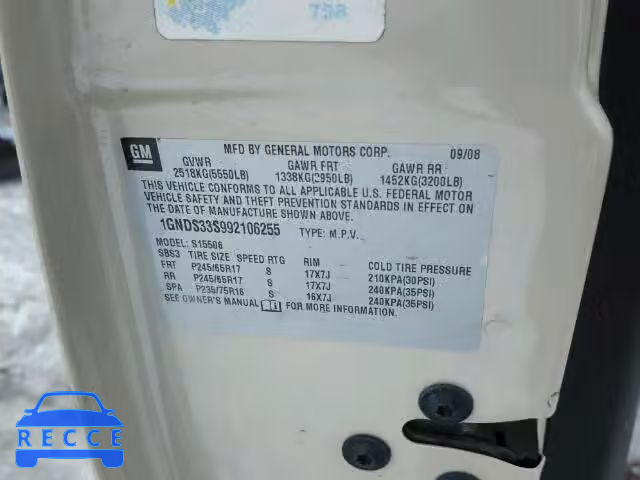 758
GM
MFD BY GENERAL MOTORS CORP. 09/08
GVWR GAWR FRT GAWR RR
2518KG(5550LB) 1338KG(2950LB) 1452KG(3200LB)
THIS VEHICLE CONFORMS TO ALL APPLICABLE U.S. FEDERAL MOTOR
VEHICLE SAFETY AND THEFT PREVENTION STANDARDS IN EFFECT ON
THE DATE OF MANUFACTURE SHOWN ABOVE.
1GNDS33S992106255 TYPE: M.P.V.
MODEL: S15506
SBS3 TIRE SIZE SPEED RTG RIM COLD TIRE PRESSURE
FRT P245/65R17 S 17X7J 210KPA(30PSI)
RR P245/65R17 S 17X7J 240KPA(35PSI)
SPA P235/75R16 S 16X7J 240KPA(35PSI)
SEE OWNER'S MANUAL FOR MORE INFORMATION.
RECCE